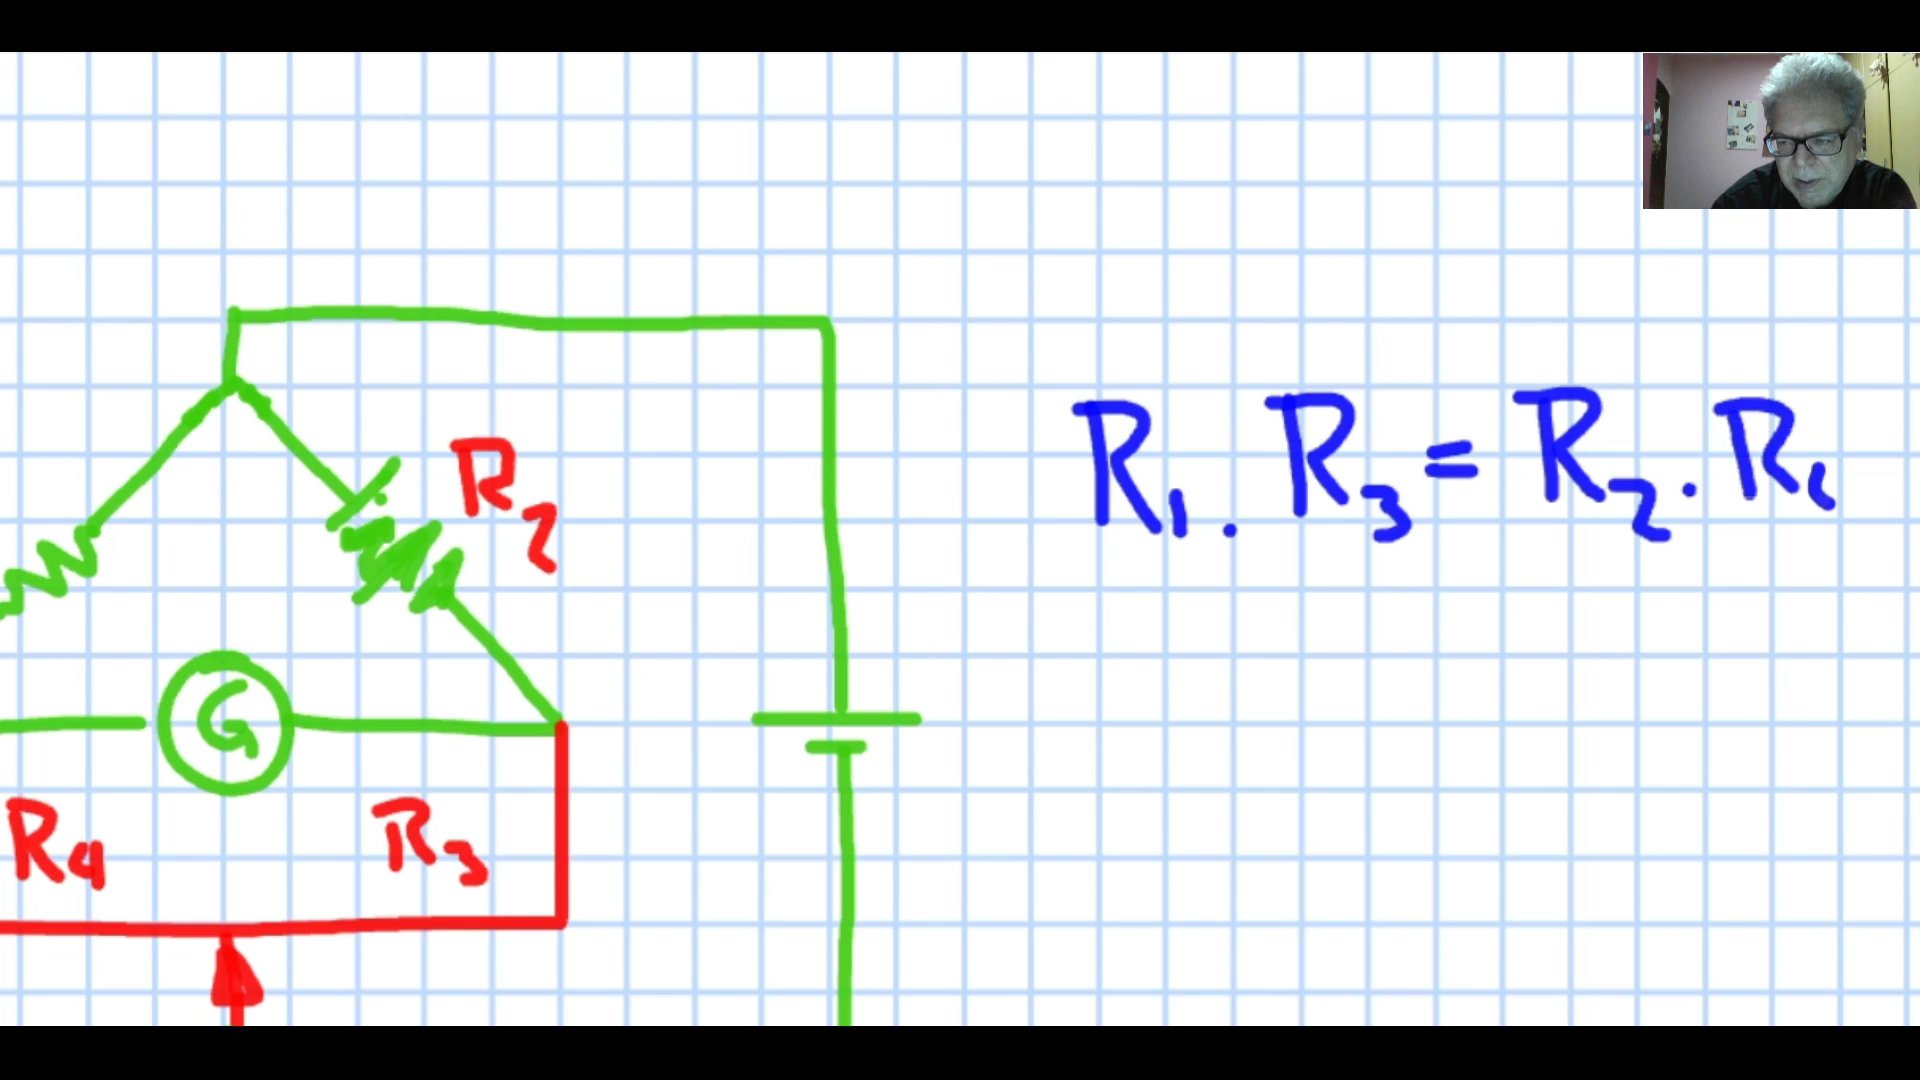 R₂
R₁ . R₃ = R₂ . R
G
R₄
R₃